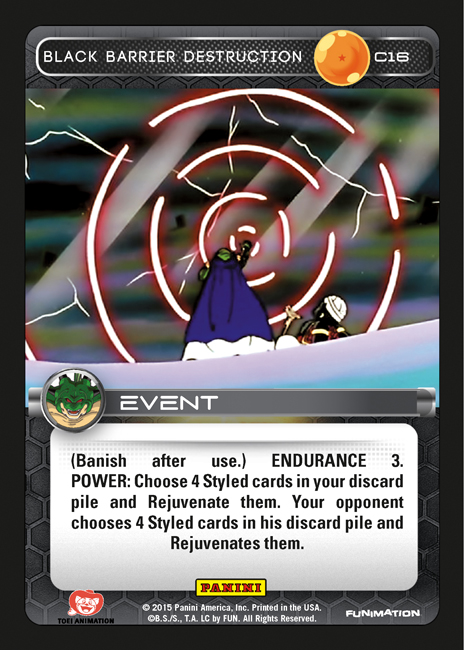 BLACK BARRIER DESTRUCTION C16
EVENT
(Banish after use.) ENDURANCE 3.
POWER: Choose 4 Styled cards in your discard
pile and Rejuvenate them. Your opponent
chooses 4 Styled cards in his discard pile and
Rejuvenates them.
PANINI
TOEI ANIMATION
© 2015 Panini America, Inc. Printed in the USA.
©B.S./S., T.A. LC by FUN. All Rights Reserved.
FUNIMATION